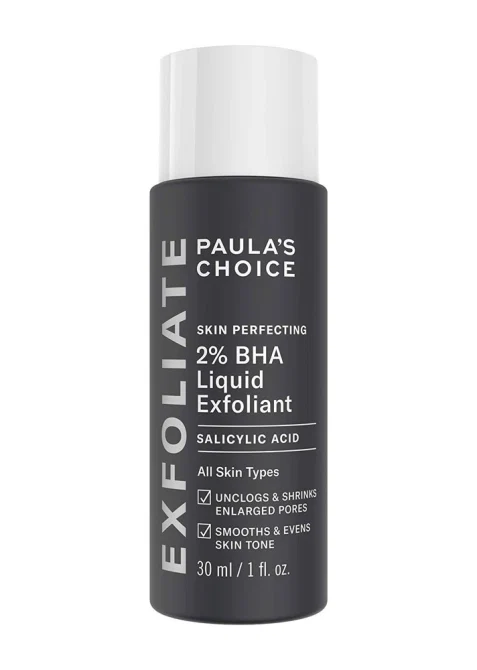 EXFOLIATE
PAULA'S
CHOICE
SKIN PERFECTING
2% BHA
Liquid
Exfoliant
SALICYLIC ACID
All Skin Types
☑ UNCLOGS & SHRINKS
ENLARGED PORES
☑ SMOOTHS & EVENS
SKIN TONE
30 ml / 1 fl. oz.